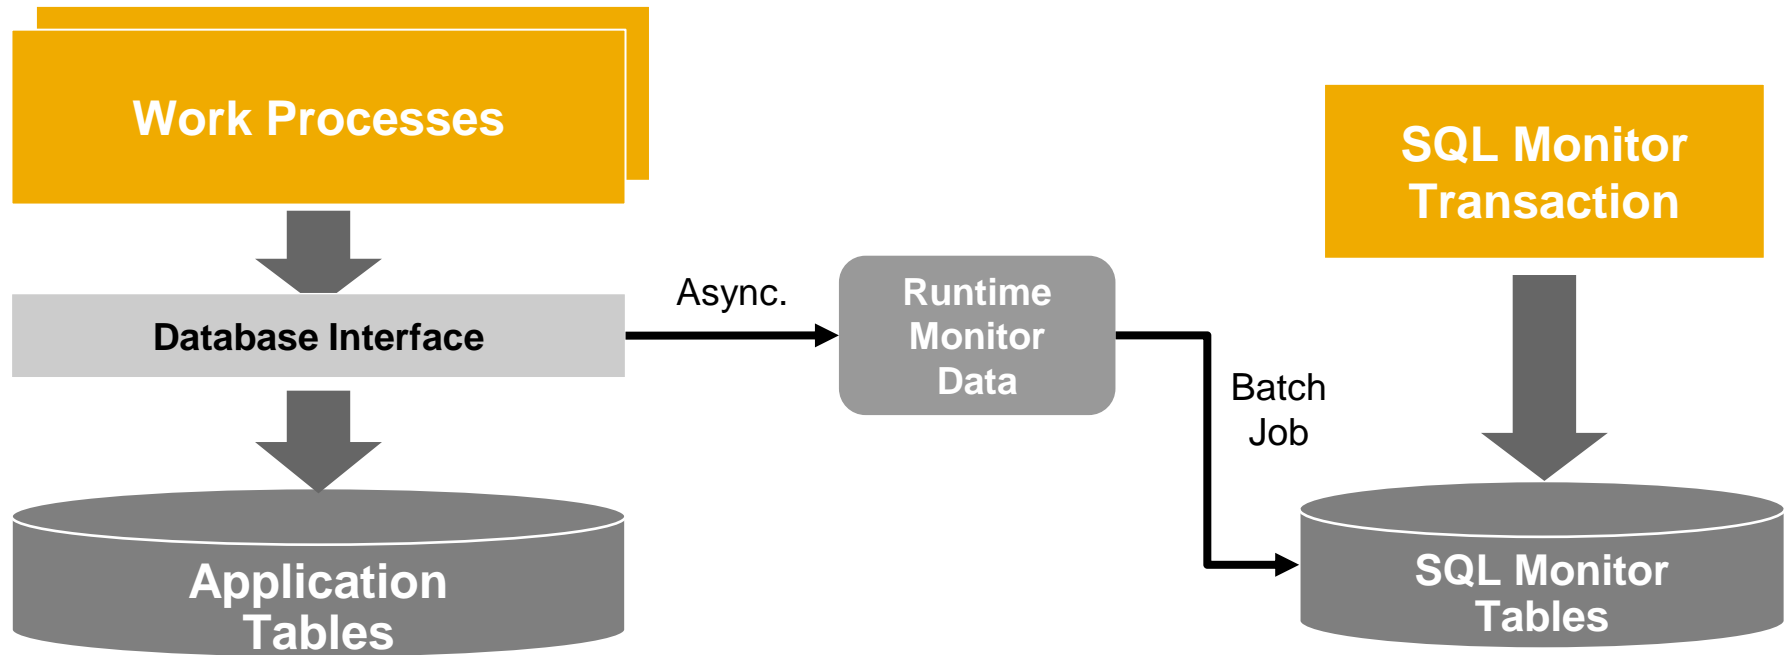 Work Processes
SQL Monitor
Transaction
Database Interface
Async.
Runtime
Monitor
Data
Batch
Job
Application
Tables
SQL Monitor
Tables